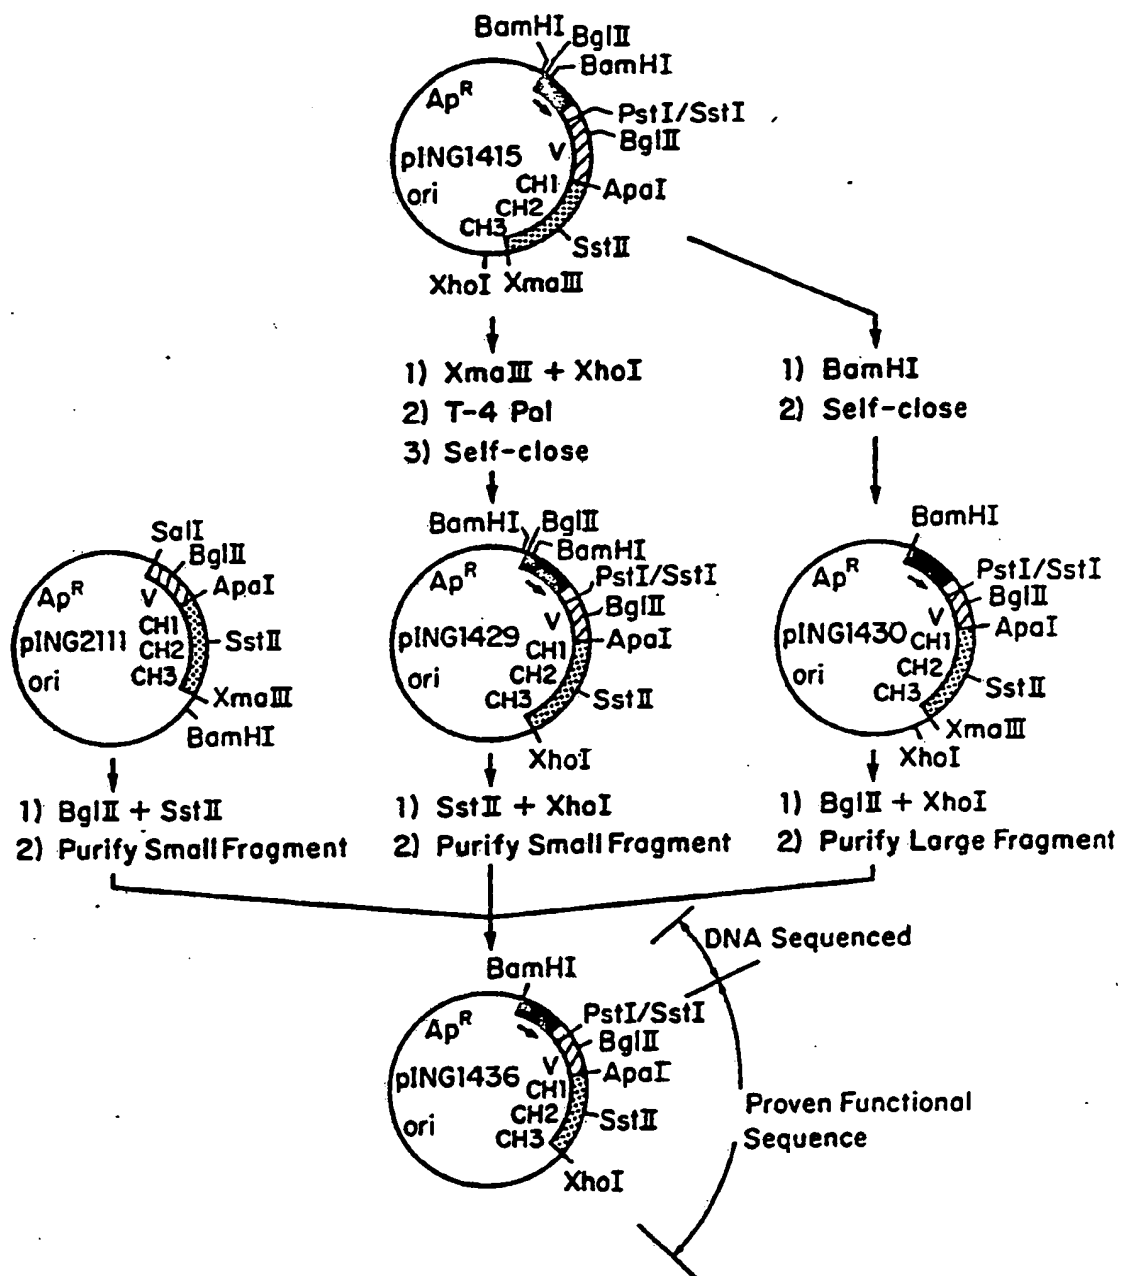 BamHI
BglII
BamHI
Ap^R
PstI/SstI
BglII
pING1415
V
ori
CH1
ApaI
CH2
CH3
SstII
XhoI XmaIII
1) XmaIII + XhoI
2) T-4 Pol
3) Self-close
1) BamHI
2) Self-close
SalI
BglII
ApaI
Ap^R
V
CH1
pING2111
SstII
CH2
ori
CH3
XmaIII
BamHI
BamHI
BglII
BamHI
Ap^R
PstI/SstI
BglII
V
pING1429
ApaI
CH1
CH2
ori
CH3
SstII
XhoI
BamHI
Ap^R
PstI/SstI
BglII
V
ApaI
pING1430
CH1
CH2
ori
CH3
SstII
XmaIII
XhoI
1) BglII + SstII
2) Purify Small Fragment
1) SstII + XhoI
2) Purify Small Fragment
1) BglII + XhoI
2) Purify Large Fragment
BamHI
Ap^R
PstI/SstI
BglII
V
ApaI
pING1436
CH1
CH2
SstII
ori
CH3
XhoI
DNA Sequenced
Proven Functional
Sequence